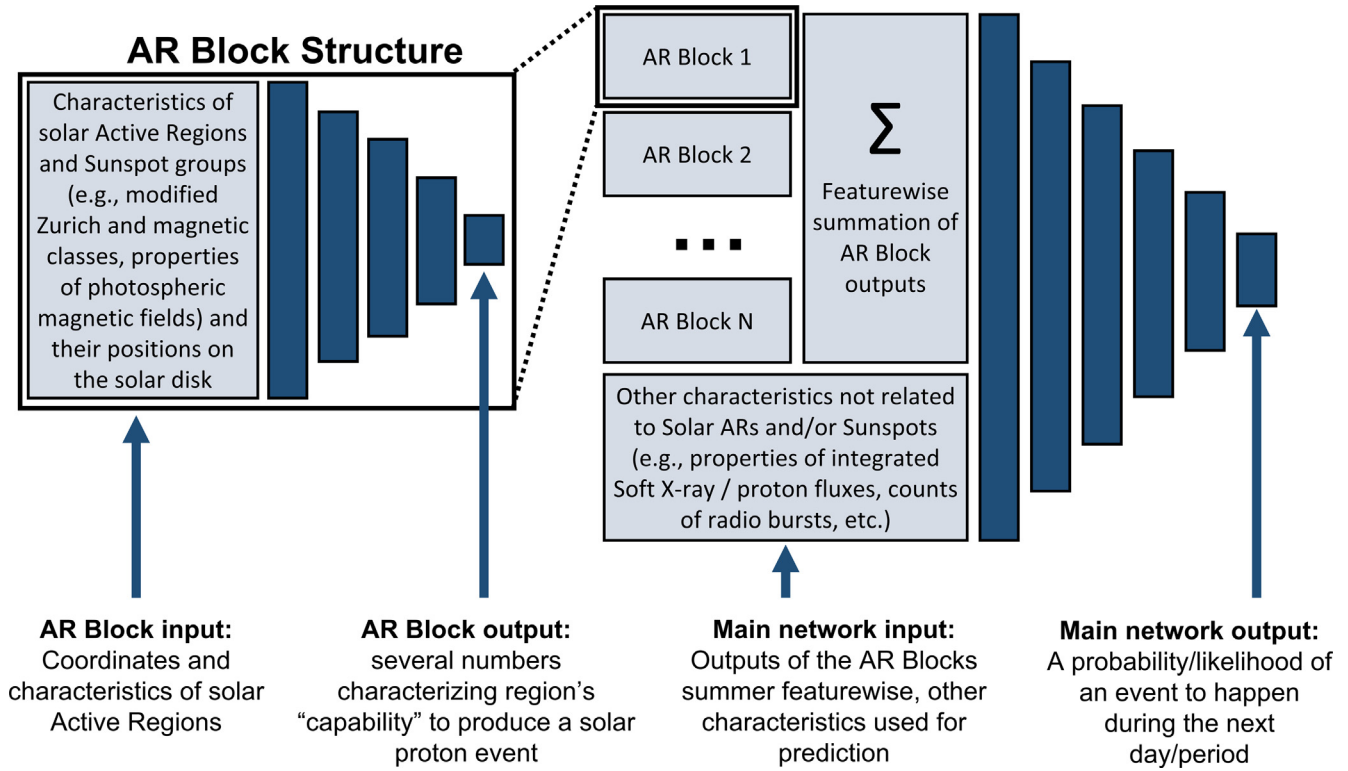 AR Block Structure
Characteristics of
solar Active Regions
and Sunspot groups
(e.g., modified
Zurich and magnetic
classes, properties
of photospheric
magnetic fields) and
their positions on
the solar disk
AR Block 1
AR Block 2
...
AR Block N
Σ
Featurewise
summation of
AR Block
outputs
Other characteristics not related
to Solar ARs and/or Sunspots
(e.g., properties of integrated
Soft X-ray / proton fluxes, counts
of radio bursts, etc.)
AR Block input:
Coordinates and
characteristics of solar
Active Regions
AR Block output:
several numbers
characterizing region’s
“capability” to produce a solar
proton event
Main network input:
Outputs of the AR Blocks
summer featurewise, other
characteristics used for
prediction
Main network output:
A probability/likelihood of
an event to happen
during the next
day/period